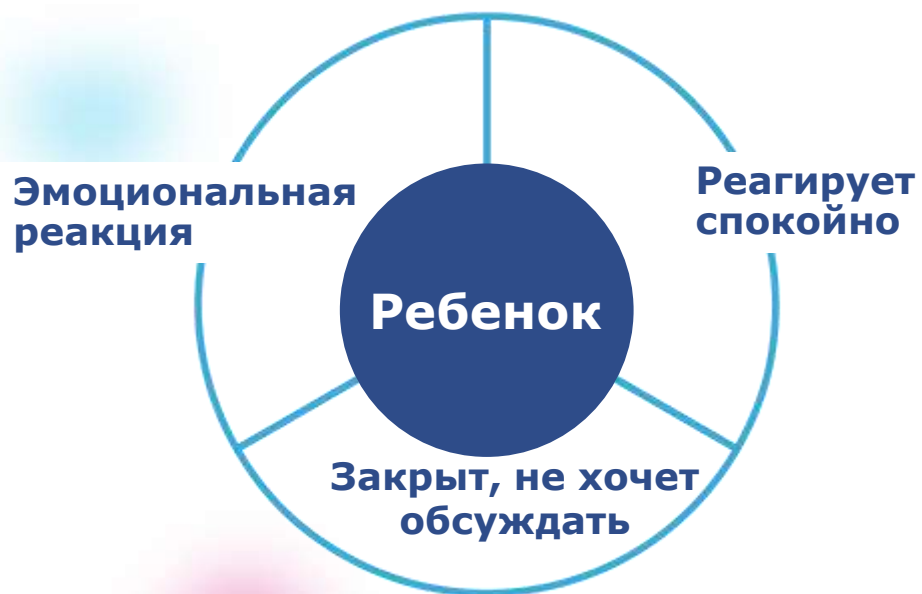 Эмоциональная
реакция
Реагирует
спокойно
Ребенок
Закрыт, не хочет
обсуждать